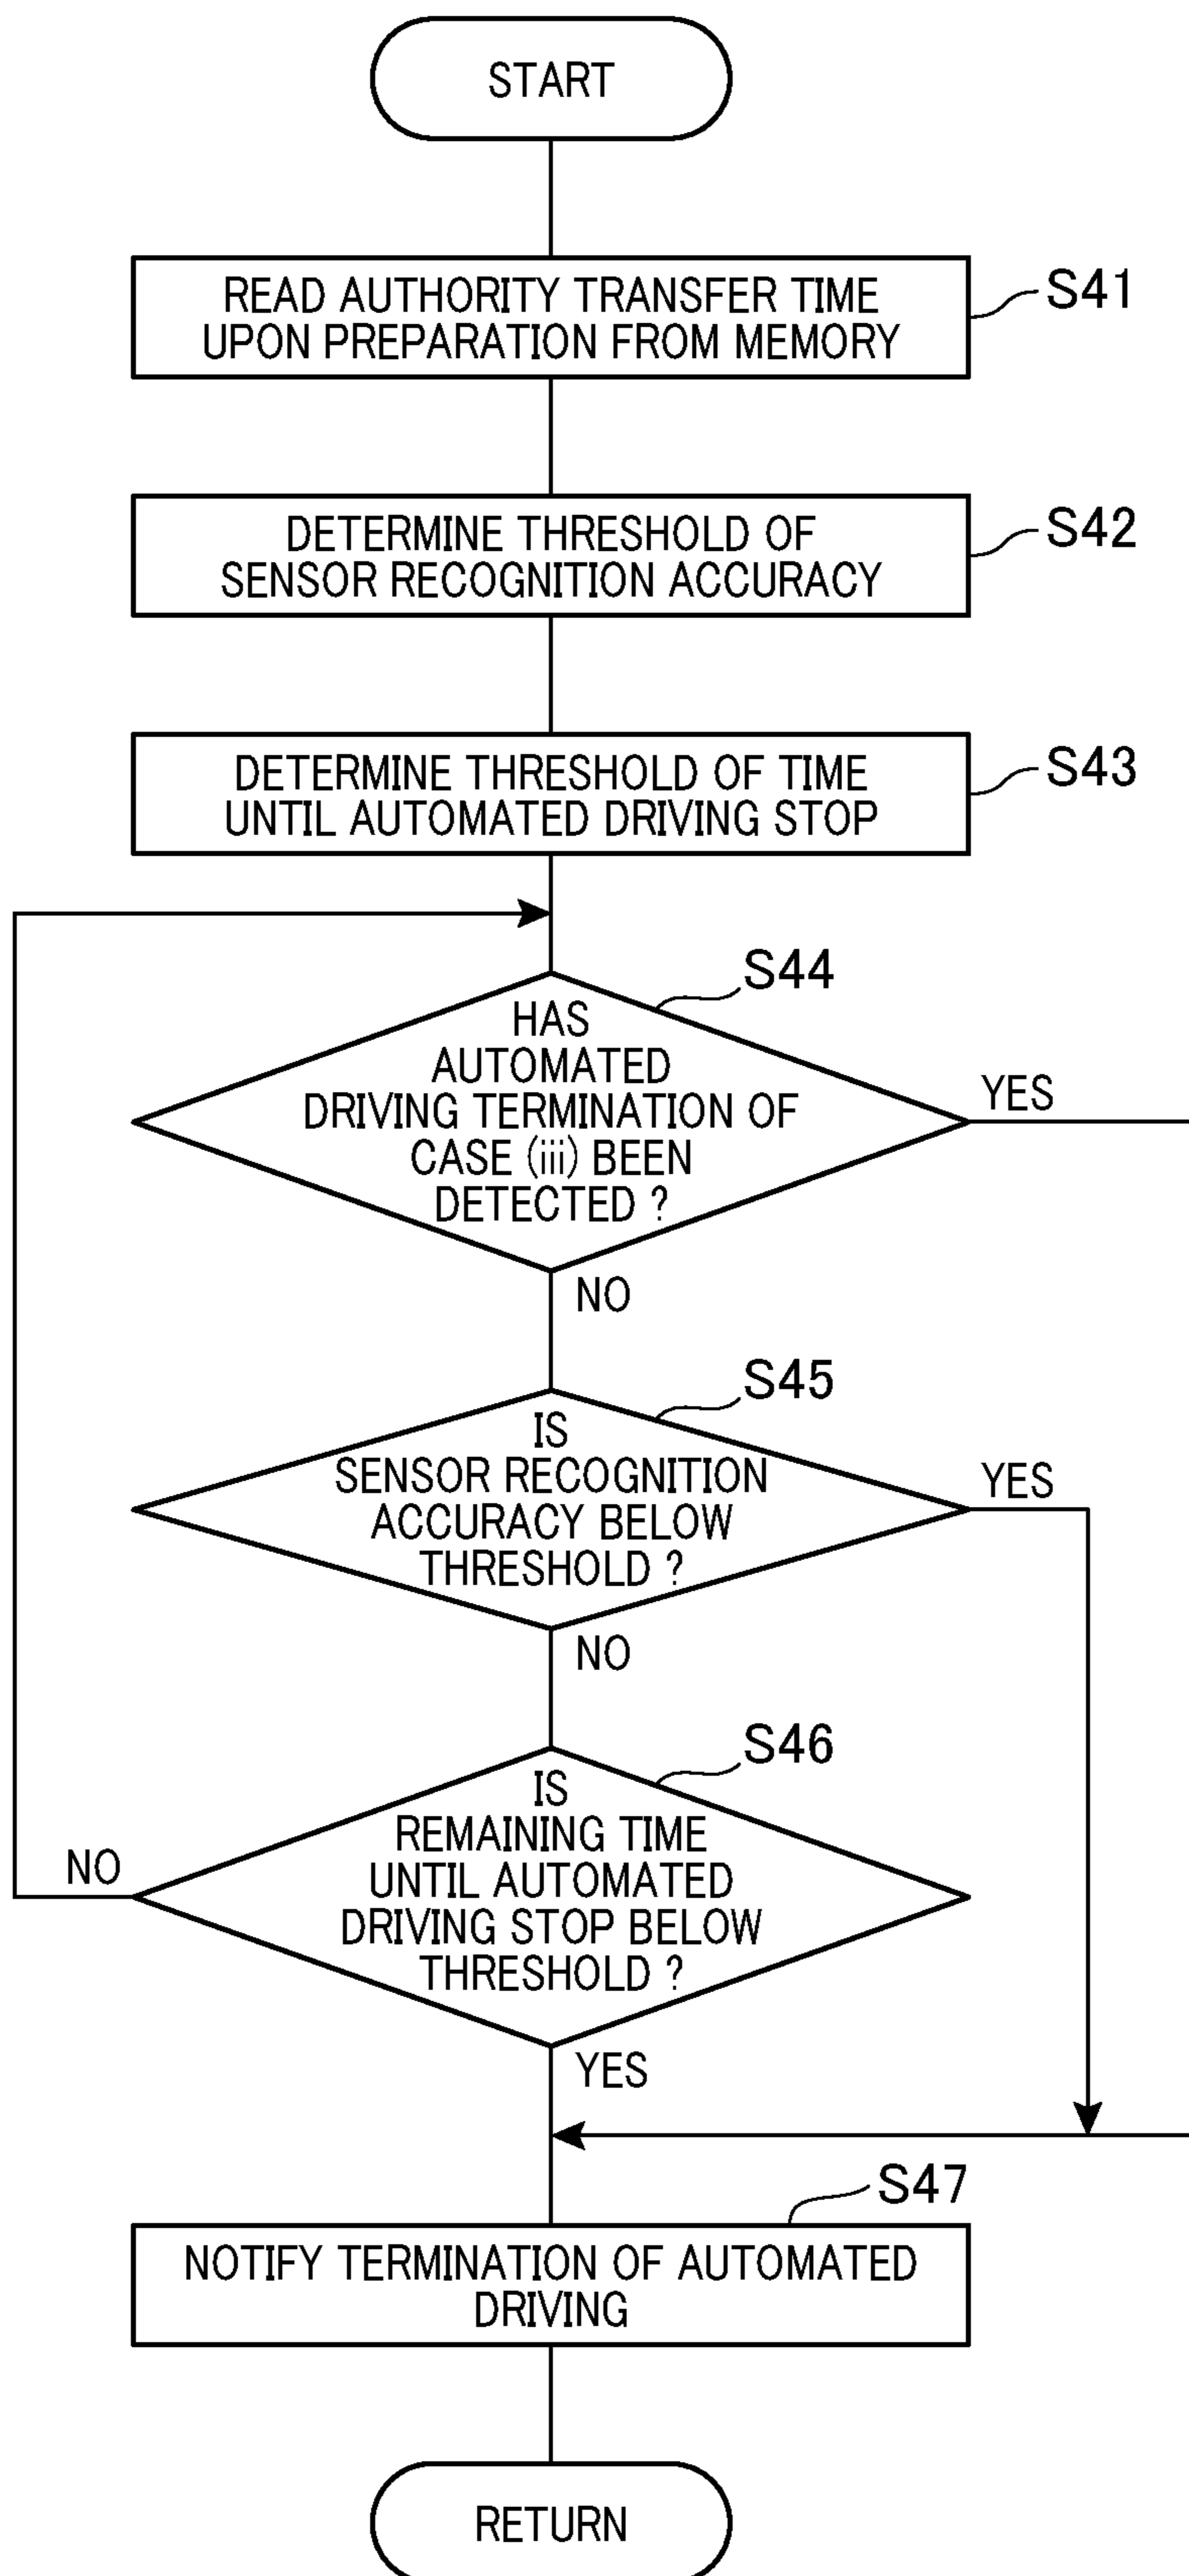 START
READ AUTHORITY TRANSFER TIME
UPON PREPARATION FROM MEMORY
S41
DETERMINE THRESHOLD OF
SENSOR RECOGNITION ACCURACY
S42
DETERMINE THRESHOLD OF TIME
UNTIL AUTOMATED DRIVING STOP
S43
S44
HAS
AUTOMATED
DRIVING TERMINATION OF
CASE (iii) BEEN
DETECTED ?
YES
NO
S45
IS
SENSOR RECOGNITION
ACCURACY BELOW
THRESHOLD ?
YES
NO
S46
IS
REMAINING TIME
UNTIL AUTOMATED
DRIVING STOP BELOW
THRESHOLD ?
NO
YES
S47
NOTIFY TERMINATION OF AUTOMATED
DRIVING
RETURN